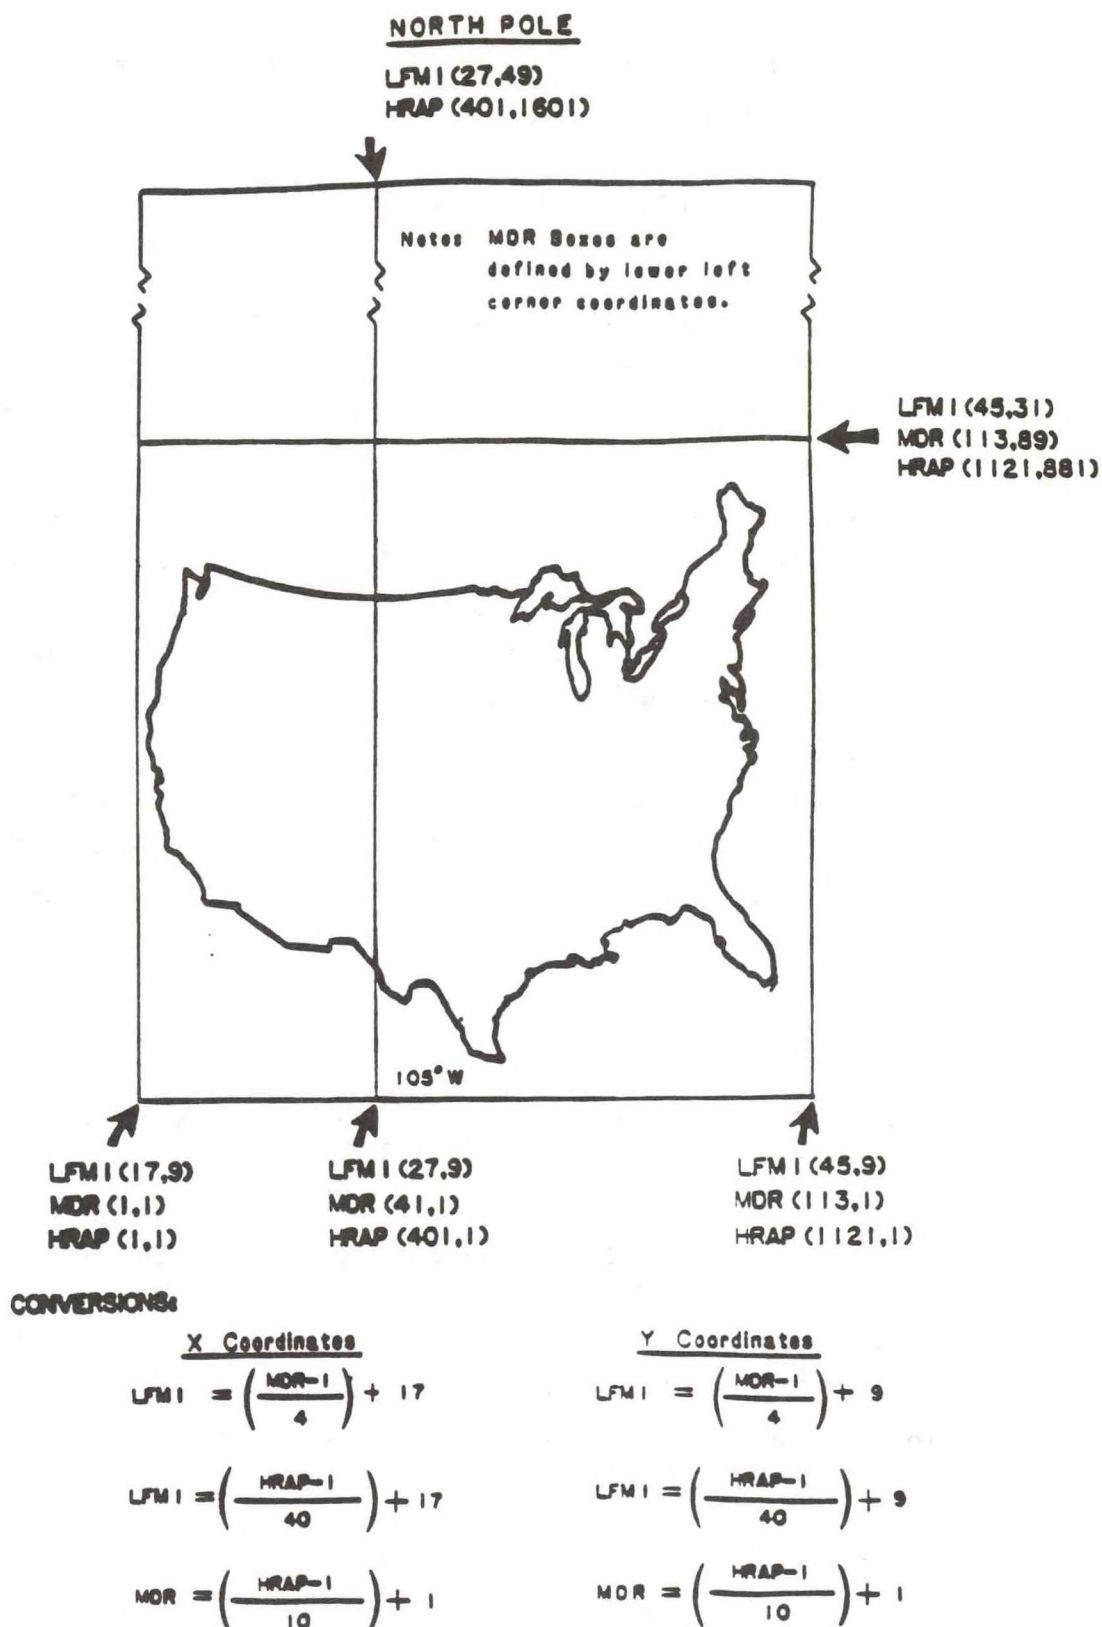 NORTH POLE
LFM I (27,49)
HRAP (401,1601)
Note: MDR Boxes are
defined by lower left
corner coordinates.
LFM I (45,31)
MDR (113,89)
HRAP (1121,881)
105°W
LFM I (17,9)
MDR (1,1)
HRAP (1,1)
LFM I (27,9)
MDR (41,1)
HRAP (401,1)
LFM I (45,9)
MDR (113,1)
HRAP (1121,1)
CONVERSIONS:
X Coordinates
LFM I = (MDR-1 / 4) + 17
LFM I = (HRAP-1 / 40) + 17
MDR = (HRAP-1 / 10) + 1
Y Coordinates
LFM I = (MDR-1 / 4) + 9
LFM I = (HRAP-1 / 40) + 9
MDR = (HRAP-1 / 10) + 1